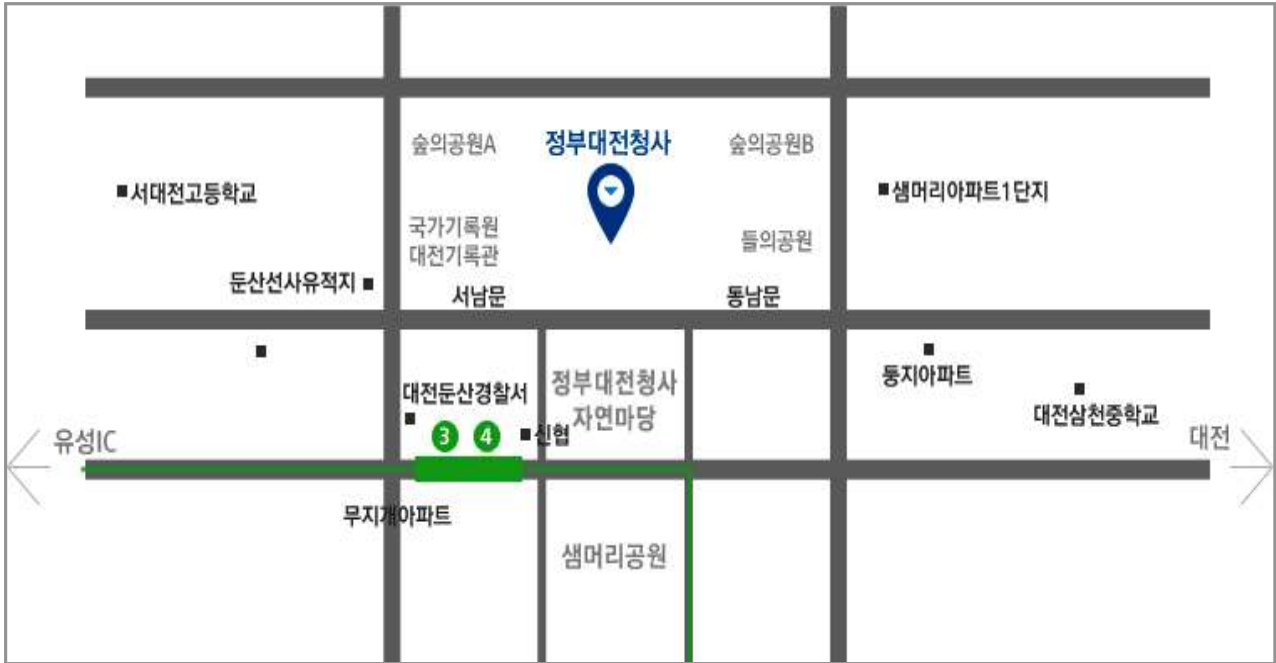 숲의공원A
정부대전청사
숲의공원B
서대전고등학교
샘머리아파트1단지
국가기록원
대전기록관
들의공원
둔산선사유적지
서남문
동남문
정부대전청사
자연마당
둥지아파트
대전둔산경찰서
대전삼천중학교
3
4
신협
유성IC
대전
무지개아파트
샘머리공원